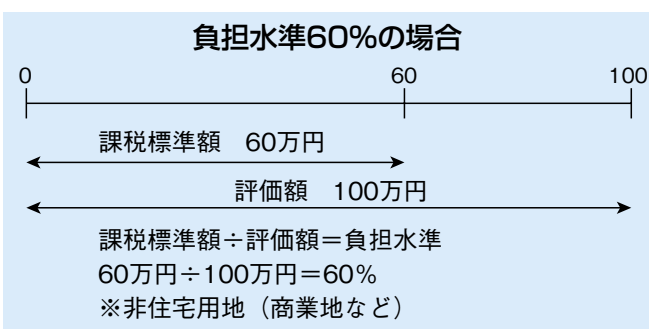 負担水準60%の場合
0 60 100
課税標準額　60万円
評価額　100万円
課税標準額÷評価額＝負担水準
60万円÷100万円＝60%
※非住宅用地（商業地など）